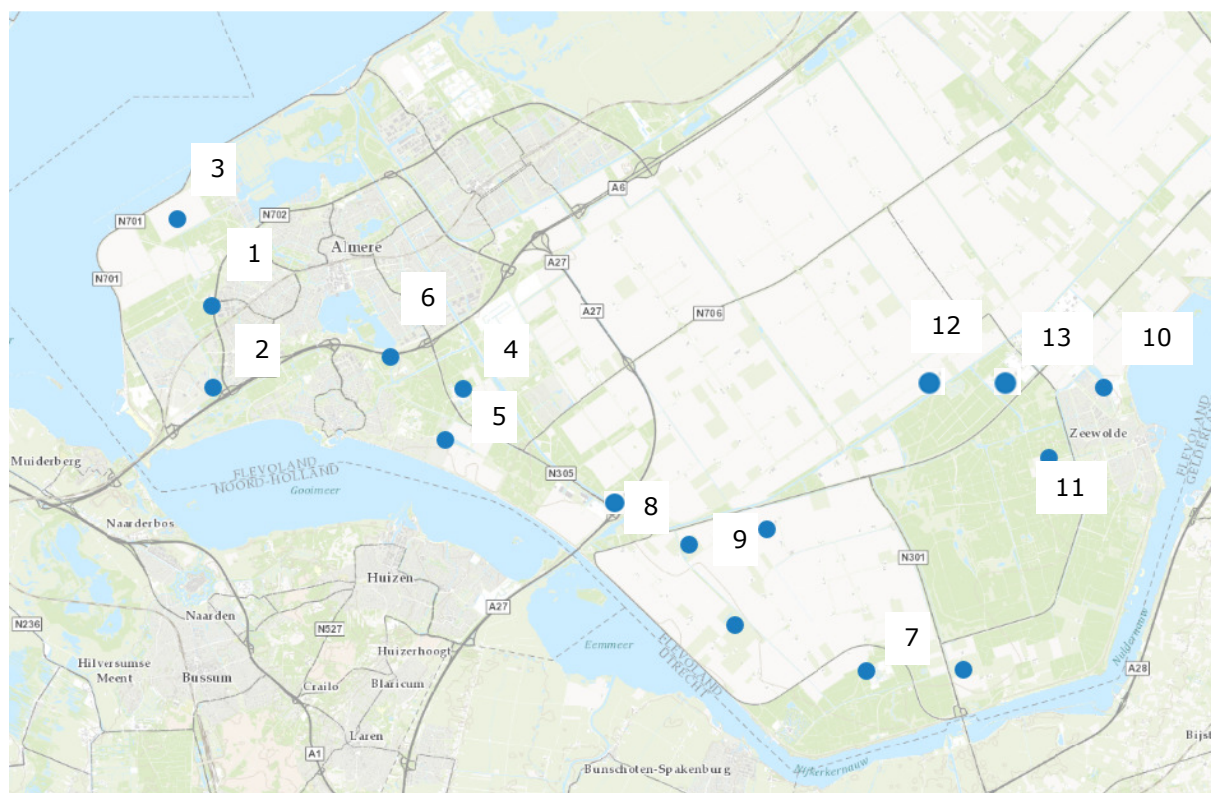 3
N701
N702
A6
1
Almere
A27
N701
6
A27
N706
12
13
10
2
4
5
Zeewolde
Muiderberg
FLEVOLAND
NOORD-HOLLAND
Gooimeer
N305
11
FLEVOLAND
GELDERLAND
Naarderbos
8
9
N301
Huizen
Naarden
A27
N236
N527
Huizerhoogt
Eemmeer
7
FLEVOLAND
UTRECHT
Nuldernauw
Hilversumse
Meent
Bussum
Crailo
Blaricum
A28
Laren
A1
Bunschoten-Spakenburg
Nijkerkernauw